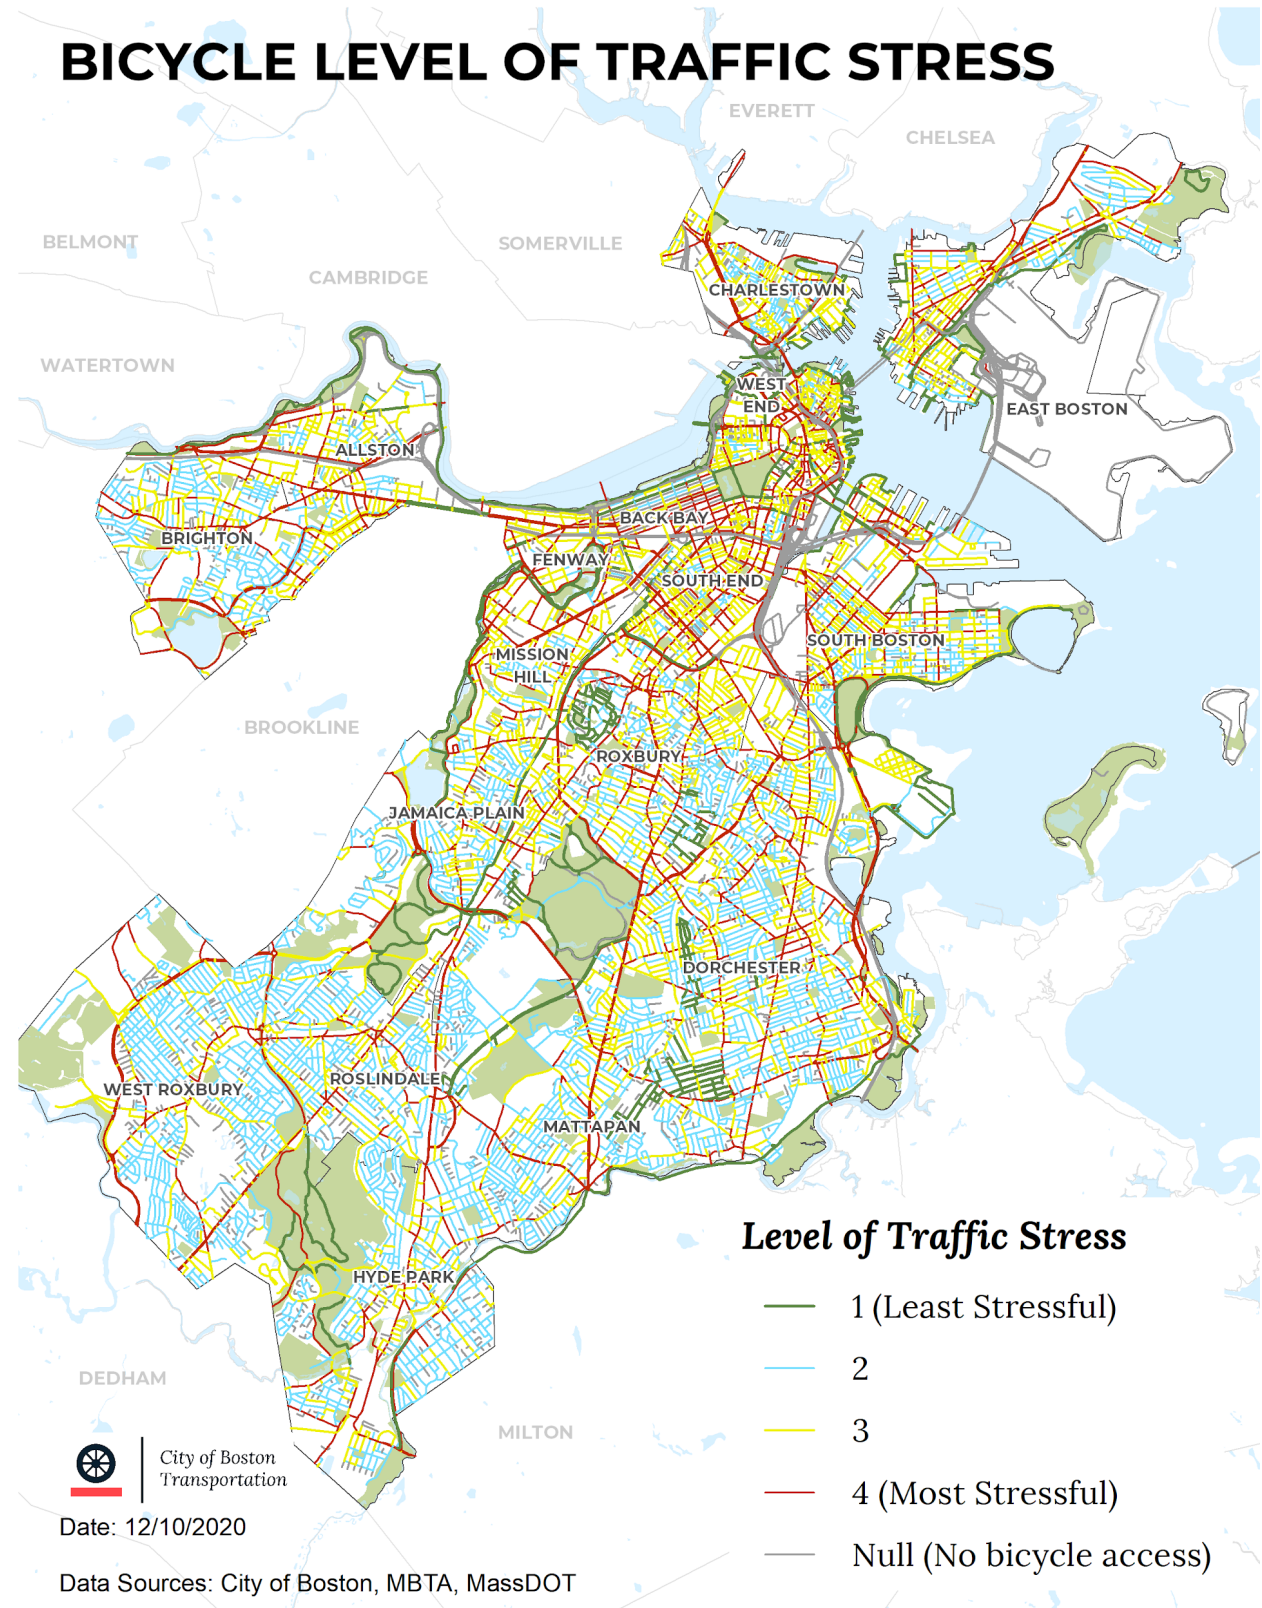 BICYCLE LEVEL OF TRAFFIC STRESS
EVERETT
CHELSEA
BELMONT
SOMERVILLE
CAMBRIDGE
CHARLESTOWN
WATERTOWN
WEST
END
EAST BOSTON
ALLSTON
BACK BAY
BRIGHTON
FENWAY
SOUTH END
SOUTH BOSTON
MISSION
HILL
BROOKLINE
ROXBURY
JAMAICA PLAIN
DORCHESTER
ROSLINDALE
WEST ROXBURY
MATTAPAN
HYDE PARK
DEDHAM
MILTON
Level of Traffic Stress
1 (Least Stressful)
2
3
4 (Most Stressful)
Null (No bicycle access)
City of Boston
Transportation
Date: 12/10/2020
Data Sources: City of Boston, MBTA, MassDOT